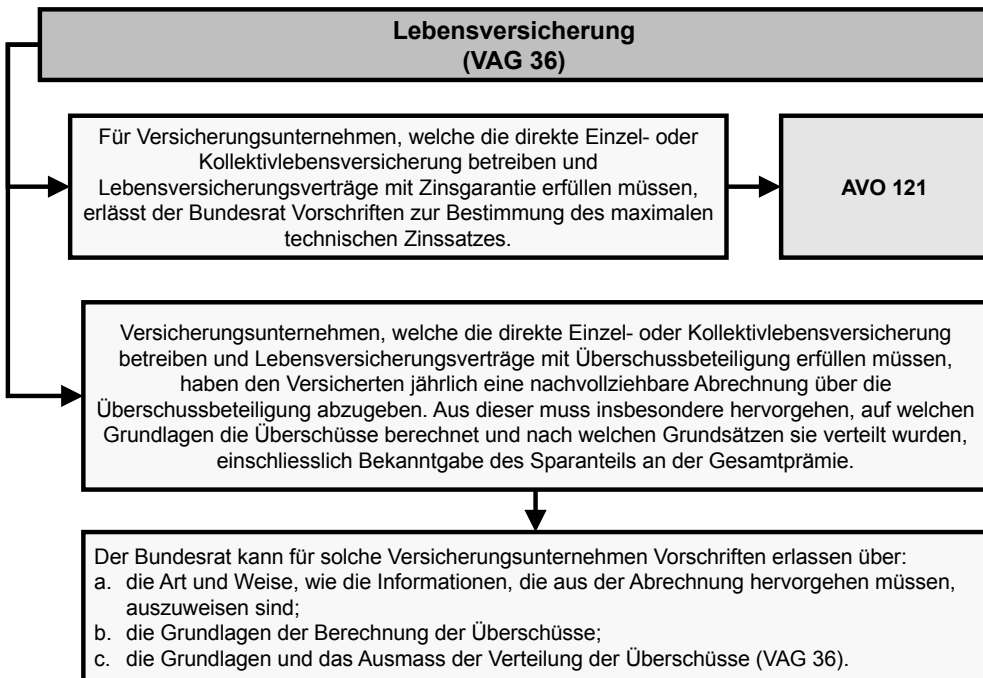 Lebensversicherung
(VAG 36)
Für Versicherungsunternehmen, welche die direkte Einzel- oder
Kollektivlebensversicherung betreiben und
Lebensversicherungsverträge mit Zinsgarantie erfüllen müssen,
erlässt der Bundesrat Vorschriften zur Bestimmung des maximalen
technischen Zinssatzes.
AVO 121
Versicherungsunternehmen, welche die direkte Einzel- oder Kollektivlebensversicherung
betreiben und Lebensversicherungsverträge mit Überschussbeteiligung erfüllen müssen,
haben den Versicherten jährlich eine nachvollziehbare Abrechnung über die
Überschussbeteiligung abzugeben. Aus dieser muss insbesondere hervorgehen, auf welchen
Grundlagen die Überschüsse berechnet und nach welchen Grundsätzen sie verteilt wurden,
einschliesslich Bekanntgabe des Sparanteils an der Gesamtprämie.
Der Bundesrat kann für solche Versicherungsunternehmen Vorschriften erlassen über:
a. die Art und Weise, wie die Informationen, die aus der Abrechnung hervorgehen müssen,
auszuweisen sind;
b. die Grundlagen der Berechnung der Überschüsse;
c. die Grundlagen und das Ausmass der Verteilung der Überschüsse (VAG 36).